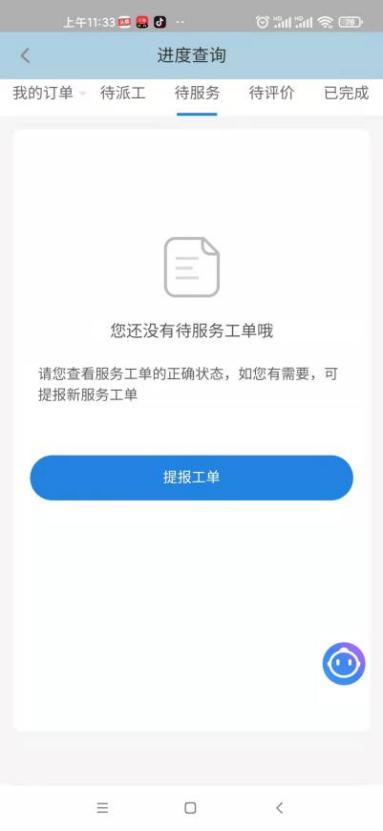 上午11:33
进度查询
我的订单 待派工 待服务 待评价 已完成
您还没有待服务工单哦
请您查看服务工单的正确状态，如您有需要，可
提报新服务工单
提报工单